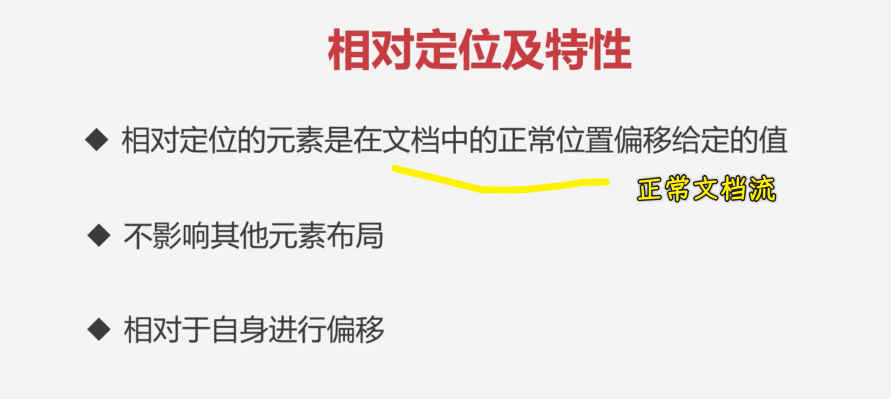 相对定位及特性
◆ 相对定位的元素是在文档中的正常位置偏移给定的值
正常文档流
◆ 不影响其他元素布局
◆ 相对于自身进行偏移